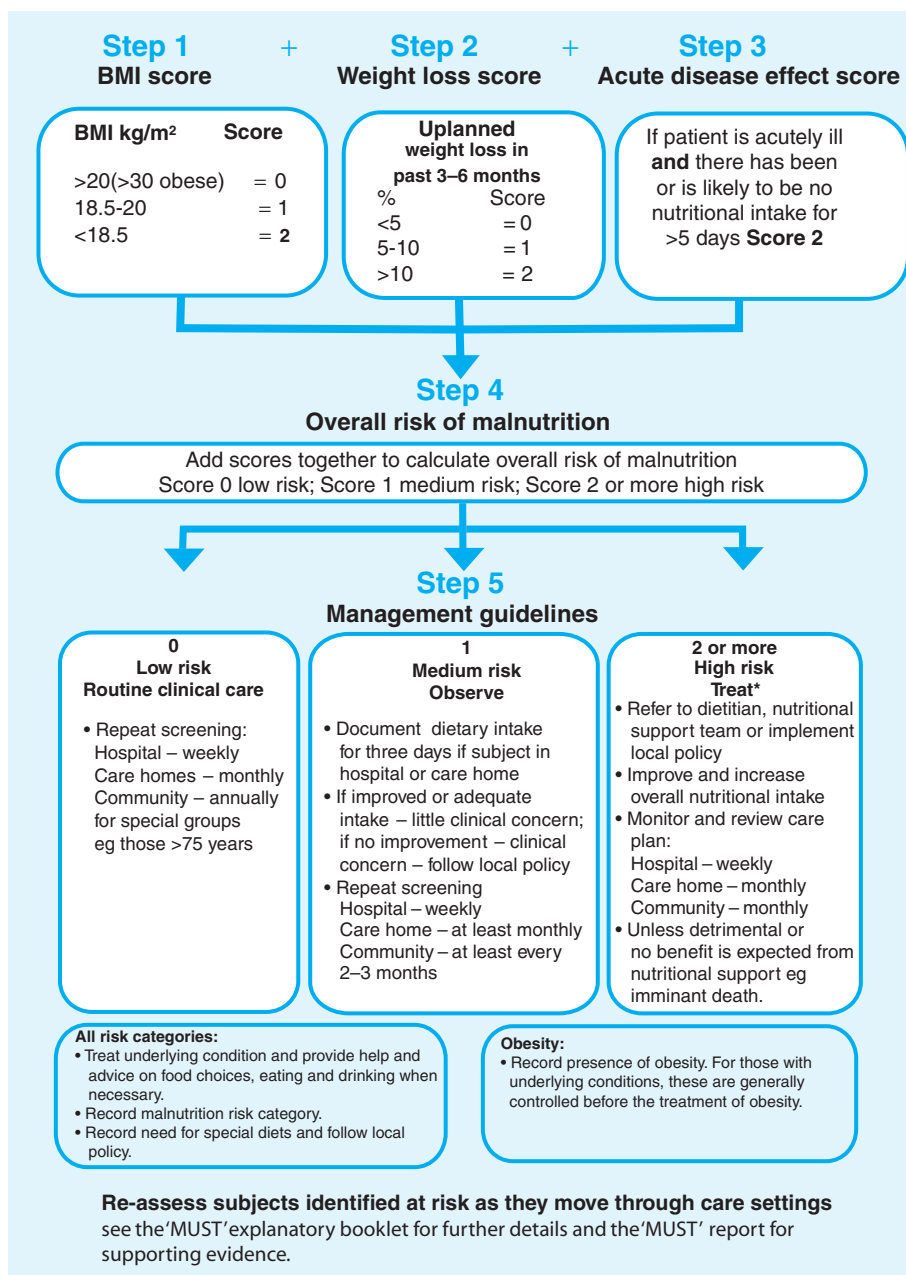 Step 1 + Step 2 + Step 3
BMI score Weight loss score Acute disease effect score
BMI kg/m² Score
>20(>30 obese) = 0
18.5-20 = 1
<18.5 = 2
Uplanned
weight loss in
past 3–6 months
% Score
<5 = 0
5-10 = 1
>10 = 2
If patient is acutely ill
and there has been
or is likely to be no
nutritional intake for
>5 days Score 2
Step 4
Overall risk of malnutrition
Add scores together to calculate overall risk of malnutrition
Score 0 low risk; Score 1 medium risk; Score 2 or more high risk
Step 5
Management guidelines
0
Low risk
Routine clinical care
• Repeat screening:
Hospital – weekly
Care homes – monthly
Community – annually
for special groups
eg those >75 years
1
Medium risk
Observe
• Document dietary intake
for three days if subject in
hospital or care home
• If improved or adequate
intake – little clinical concern;
if no improvement – clinical
concern – follow local policy
• Repeat screening
Hospital – weekly
Care home – at least monthly
Community – at least every
2–3 months
2 or more
High risk
Treat*
• Refer to dietitian, nutritional
support team or implement
local policy
• Improve and increase
overall nutritional intake
• Monitor and review care
plan:
Hospital – weekly
Care home – monthly
Community – monthly
• Unless detrimental or
no benefit is expected from
nutritional support eg
imminant death.
All risk categories:
• Treat underlying condition and provide help and
advice on food choices, eating and drinking when
necessary.
• Record malnutrition risk category.
• Record need for special diets and follow local
policy.
Obesity:
• Record presence of obesity. For those with
underlying conditions, these are generally
controlled before the treatment of obesity.
Re-assess subjects identified at risk as they move through care settings
see the‘MUST’explanatory booklet for further details and the‘MUST’ report for
supporting evidence.